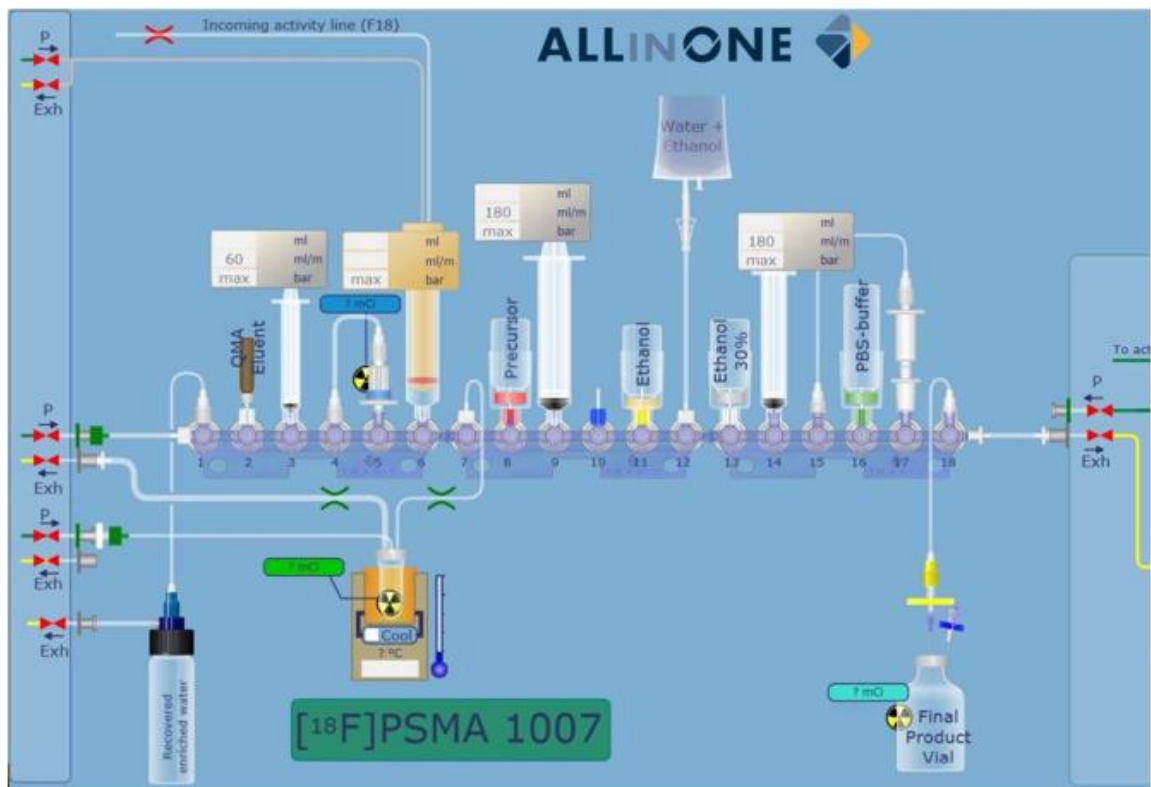 P
Incoming activity line (F18)
ALLINONE
Exh
Water +
Ethanol
ml
180
ml/m
max
bar
ml
60
ml/m
max
bar
ml
ml/m
max
bar
ml
180
ml/m
max
bar
? mCi
QMA
Eluent
Precursor
Ethanol
Ethanol
30%
PBS-buffer
To act
P
P
1
2
3
4
5
6
7
8
9
10
11
12
13
14
15
16
17
18
Exh
Exh
P
? mCi
Exh
Cool
? ºC
Exh
Recovered
enriched water
[18F]PSMA 1007
? mCi
Final
Product
Vial